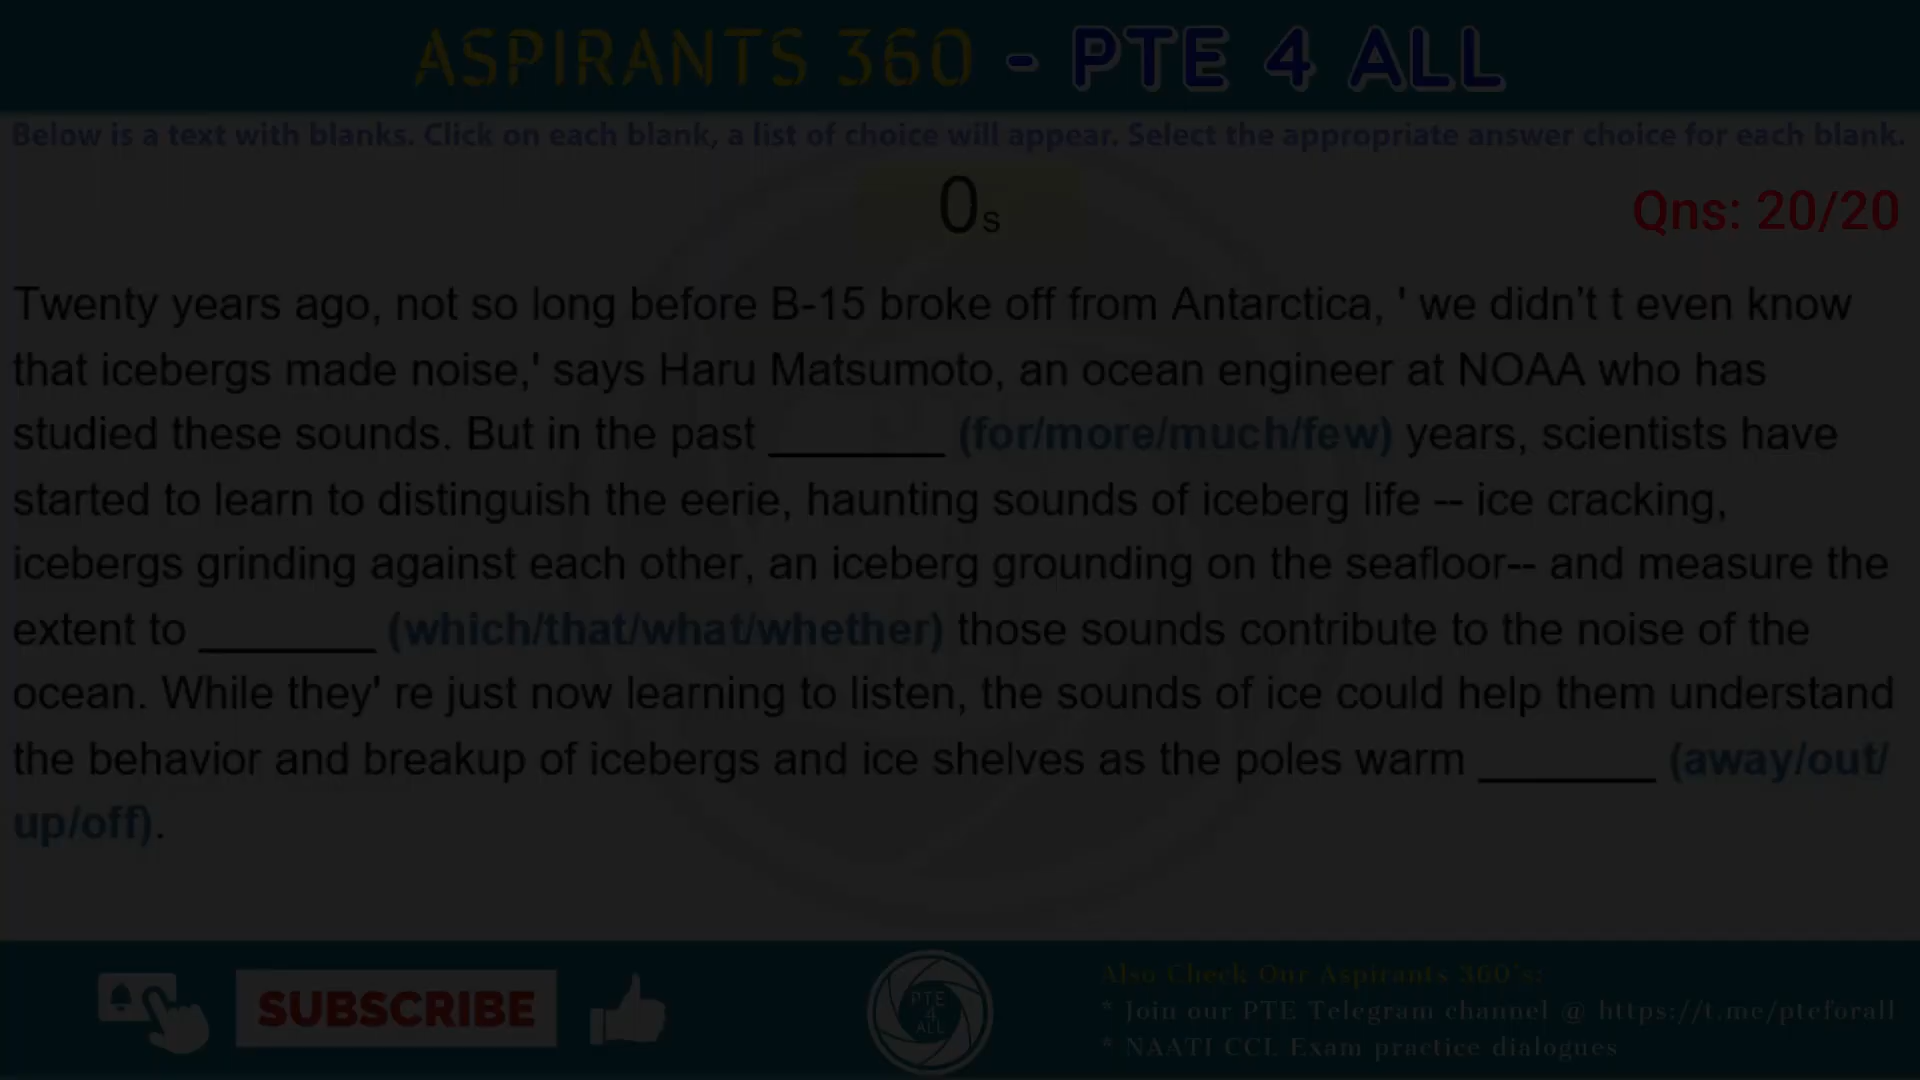 ASPIRANTS 360 - PTE 4 ALL
Below is a text with blanks. Click on each blank, a list of choice will appear. Select the appropriate answer choice for each blank.
0s
Qns: 20/20
Twenty years ago, not so long before B-15 broke off from Antarctica, ' we didn't t even know
that icebergs made noise,' says Haru Matsumoto, an ocean engineer at NOAA who has
studied these sounds. But in the past ________ (for/more/much/few) years, scientists have
started to learn to distinguish the eerie, haunting sounds of iceberg life -- ice cracking,
icebergs grinding against each other, an iceberg grounding on the seafloor-- and measure the
extent to ________ (which/that/what/whether) those sounds contribute to the noise of the
ocean. While they' re just now learning to listen, the sounds of ice could help them understand
the behavior and breakup of icebergs and ice shelves as the poles warm ________ (away/out/
up/off).
SUBSCRIBE
PTE
4
ALL
Also Check Our Aspirants 360's:
* Join our PTE Telegram channel @ https://t.me/pteforall
* NAATI CCL Exam practice dialogues